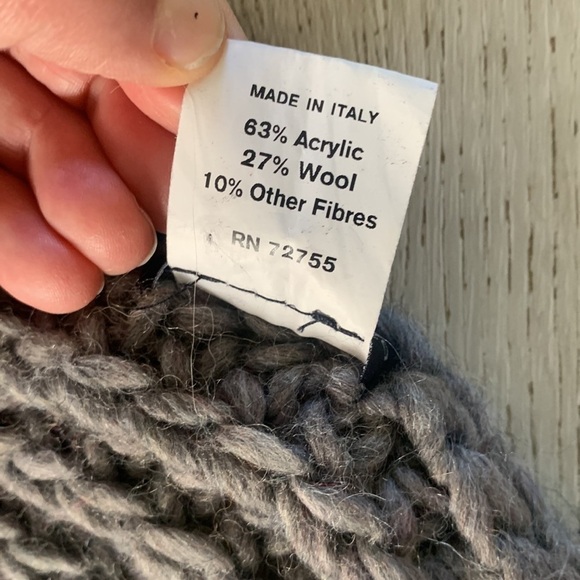 MADE IN ITALY
63% Acrylic
27% Wool
10% Other Fibres
RN 72755